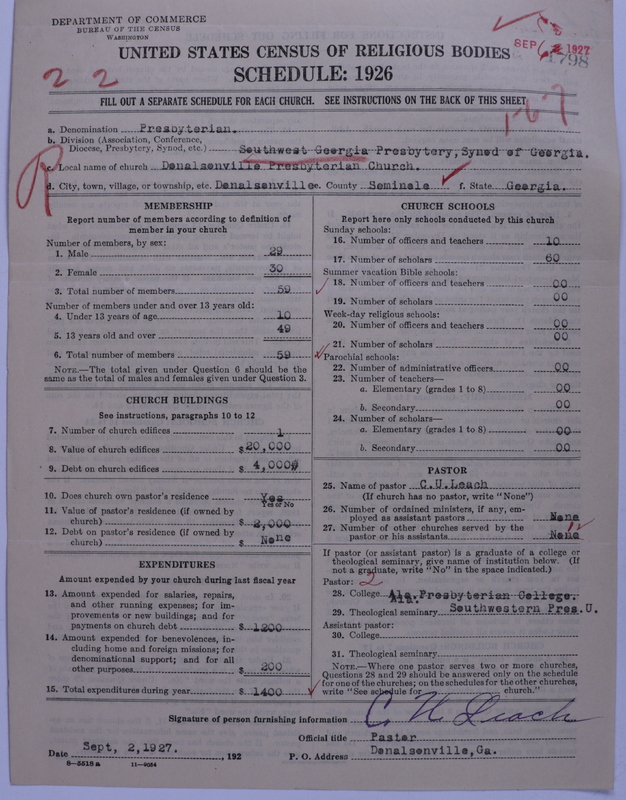 DEPARTMENT OF COMMERCE
BUREAU OF THE CENSUS
WASHINGTON
SEP 6 1927
1798
UNITED STATES CENSUS OF RELIGIOUS BODIES
SCHEDULE: 1926
2 2
FILL OUT A SEPARATE SCHEDULE FOR EACH CHURCH. SEE INSTRUCTIONS ON THE BACK OF THIS SHEET
1-67
a. Denomination Presbyterian.
b. Division (Association, Conference,
Diocese, Presbytery, Synod, etc.) Southwest Georgia Presbytery, Synod of Georgia.
c. Local name of church Donalsonville Presbyterian Church.
d. City, town, village, or township, etc. Donalsonville e. County Seminole f. State Georgia.
MEMBERSHIP
Report number of members according to definition of
member in your church
Number of members, by sex:
1. Male 29
2. Female 30
3. Total number of members 59
Number of members under and over 13 years old:
4. Under 13 years of age 10
5. 13 years old and over 49
6. Total number of members 59
NOTE.—The total given under Question 6 should be
same as the total of males and females given under Question 3.
CHURCH BUILDINGS
See instructions, paragraphs 10 to 12
7. Number of church edifices 1
8. Value of church edifices $20,000
9. Debt on church edifices $ 4,000
10. Does church own pastor's residence Yes
Yes or No
11. Value of pastor's residence (if owned by
church) $ 2,000
12. Debt on pastor's residence (if owned by
church) $ None
EXPENDITURES
Amount expended by your church during last fiscal year
13. Amount expended for salaries, repairs,
and other running expenses; for im-
provements or new buildings; and for
payments on church debt $ 1200
14. Amount expended for benevolences, in-
cluding home and foreign missions; for
denominational support; and for all
other purposes $ 200
15. Total expenditures during year $ 1400
CHURCH SCHOOLS
Report here only schools conducted by this church
Sunday schools:
16. Number of officers and teachers 10
17. Number of scholars 60
Summer vacation Bible schools:
18. Number of officers and teachers 00
19. Number of scholars 00
Week-day religious schools:
20. Number of officers and teachers 00
21. Number of scholars 00
Parochial schools:
22. Number of administrative officers 00
23. Number of teachers—
a. Elementary (grades 1 to 8) 00
b. Secondary 00
24. Number of scholars—
a. Elementary (grades 1 to 8) 00
b. Secondary 00
PASTOR
25. Name of pastor C.U.Leach
(If church has no pastor, write "None")
26. Number of ordained ministers, if any, em-
ployed as assistant pastors None
27. Number of other churches served by the
pastor or his assistants None
If pastor (or assistant pastor) is a graduate of a college or
theological seminary, give name of institution below. (If
not a graduate, write "No" in the space indicated.)
Pastor: 2
28. College Ala. Presbyterian College.
29. Theological seminary Southwestern Pres.U.
Assistant pastor:
30. College
31. Theological seminary
NOTE.—Where one pastor serves two or more churches,
Questions 28 and 29 should be answered only on the schedule
for one of the churches; on the schedules for the other churches,
write "See schedule for church."
Signature of person furnishing information C. U. Leach
Official title Pastor
Date Sept, 2,1927. , 192 P. O. Address Donalsonville,Ga.
8—5518 a 11—9054